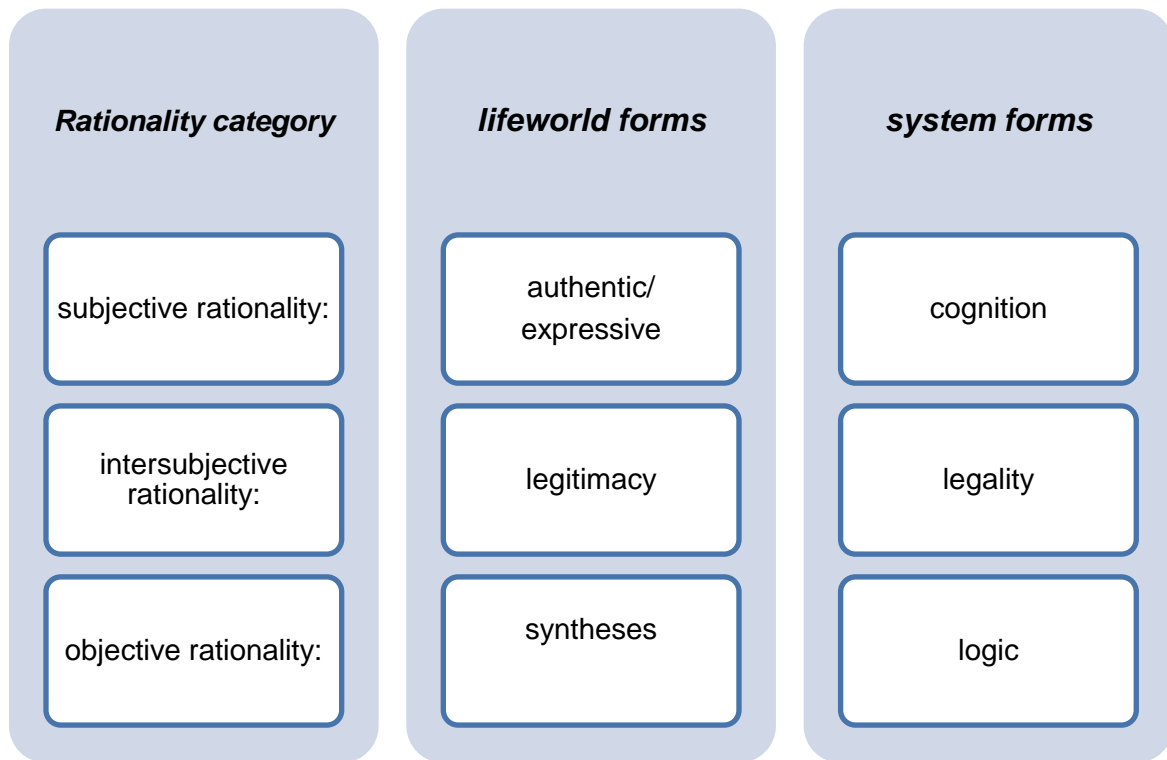 Rationality category
lifeworld forms
system forms
subjective rationality:
authentic/
expressive
cognition
intersubjective
rationality:
legitimacy
legality
objective rationality:
syntheses
logic